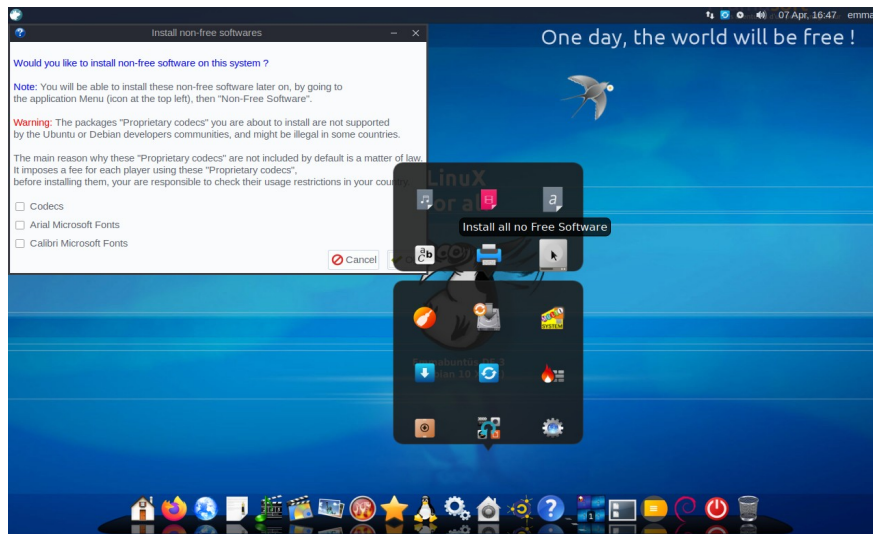 07 Apr, 16:47 emma
Install non-free softwares
One day, the world will be free !
Would you like to install non-free software on this system ?
Note: You will be able to install these non-free software later on, by going to
the application Menu (icon at the top left), then "Non-Free Software".
Warning: The packages "Proprietary codecs" you are about to install are not supported
by the Ubuntu or Debian developers communities, and might be illegal in some countries.
The main reason why these "Proprietary codecs" are not included by default is a matter of law.
It imposes a fee for each player using these "Proprietary codecs",
before installing them, your are responsible to check their usage restrictions in your country.
LinuX
for all
Codecs
Arial Microsoft Fonts
Calibri Microsoft Fonts
a
Install all no Free Software
Cancel
a b c
SYSTEM
1